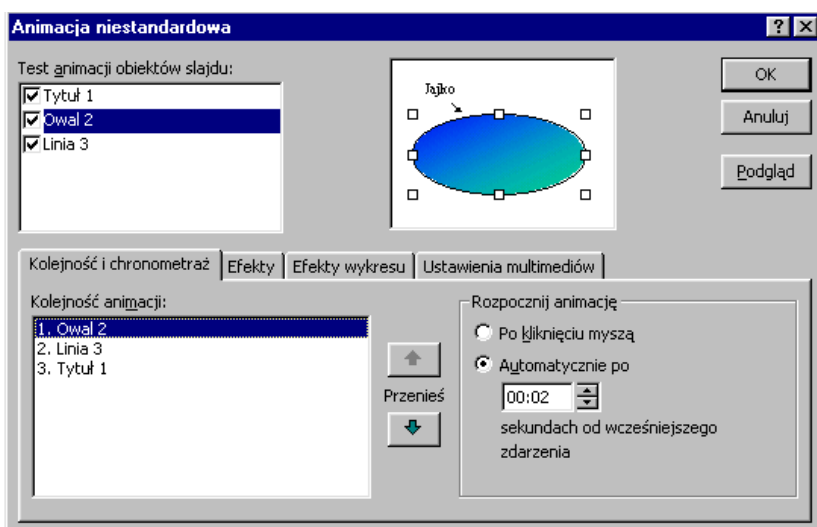 Animacja niestandardowa
Test animacji obiektów slajdu:
Tytuł 1
Owal 2
Linia 3
Jajko
OK
Anuluj
Podgląd
Kolejność i chronometraż
Efekty
Efekty wykresu
Ustawienia multimediów
Kolejność animacji:
1. Owal 2
2. Linia 3
3. Tytuł 1
Przenieś
Rozpocznij animację
Po kliknięciu myszą
Automatycznie po
00:02
sekundach od wcześniejszego
zdarzenia